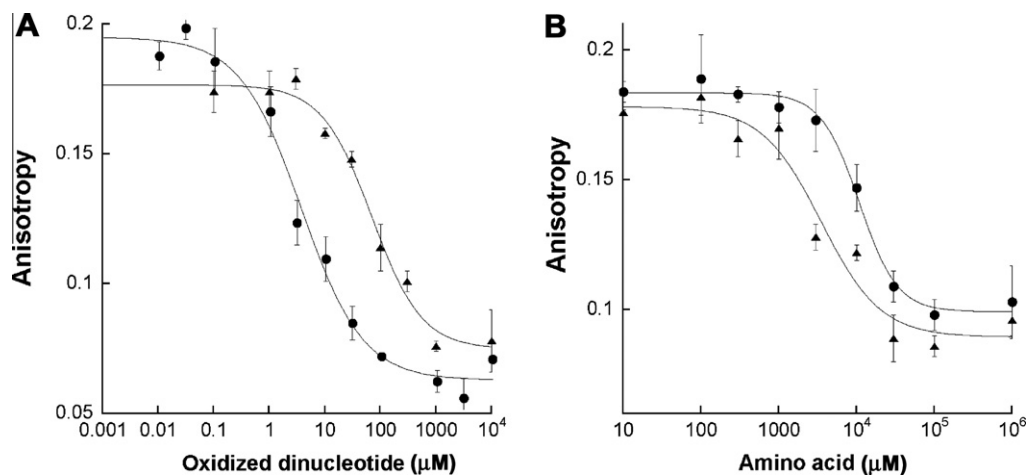 A
0.2
0.15
0.1
0.05
Anisotropy
0.001 0.01 0.1 1 10 100 1000 10⁴
Oxidized dinucleotide (μM)
B
0.2
0.15
0.1
Anisotropy
10 100 1000 10⁴ 10⁵ 10⁶
Amino acid (μM)